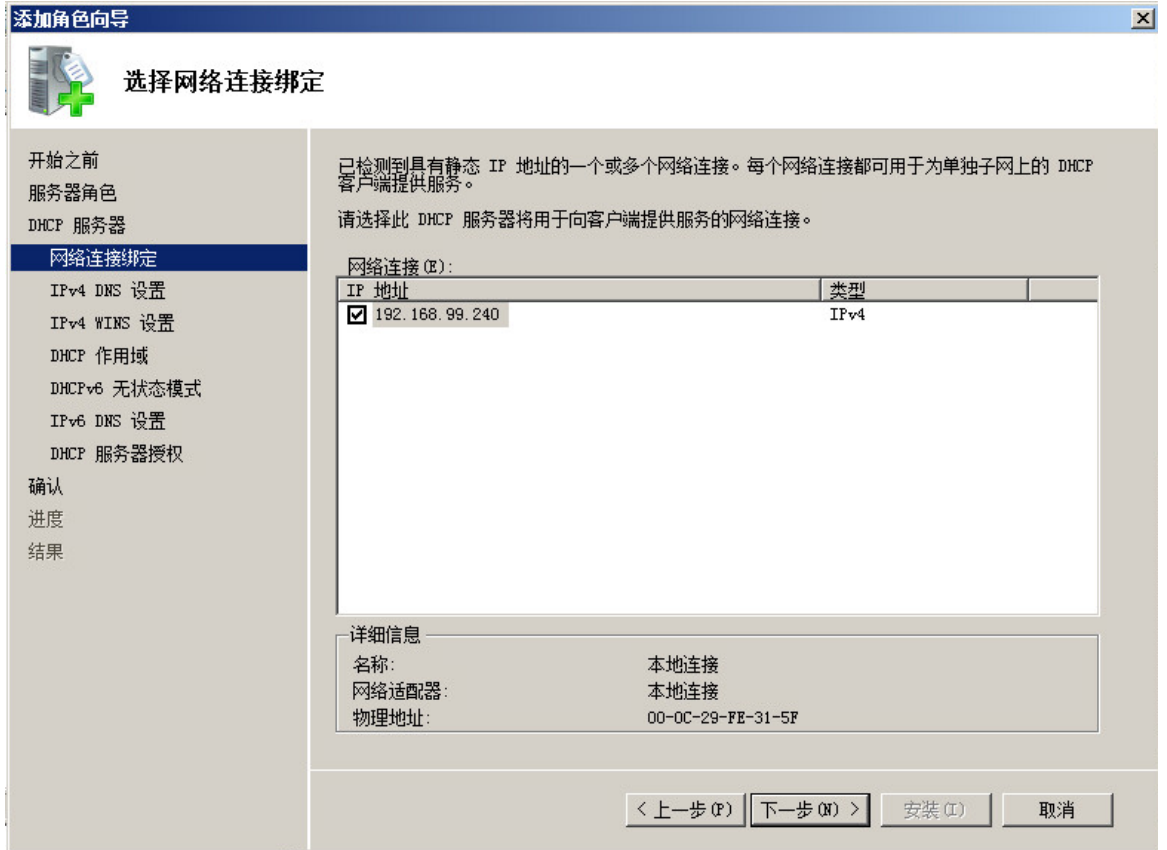 添加角色向导
选择网络连接绑定
开始之前
服务器角色
DHCP 服务器
网络连接绑定
IPv4 DNS 设置
IPv4 WINS 设置
DHCP 作用域
DHCPv6 无状态模式
IPv6 DNS 设置
DHCP 服务器授权
确认
进度
结果
已检测到具有静态 IP 地址的一个或多个网络连接。每个网络连接都可用于为单独子网上的 DHCP
客户端提供服务。
请选择此 DHCP 服务器将用于向客户端提供服务的网络连接。
网络连接(E):
IP 地址 类型
192.168.99.240 IPv4
详细信息
名称: 本地连接
网络适配器: 本地连接
物理地址: 00-0C-29-FE-31-5F
< 上一步(P) 下一步(N) > 安装(I) 取消